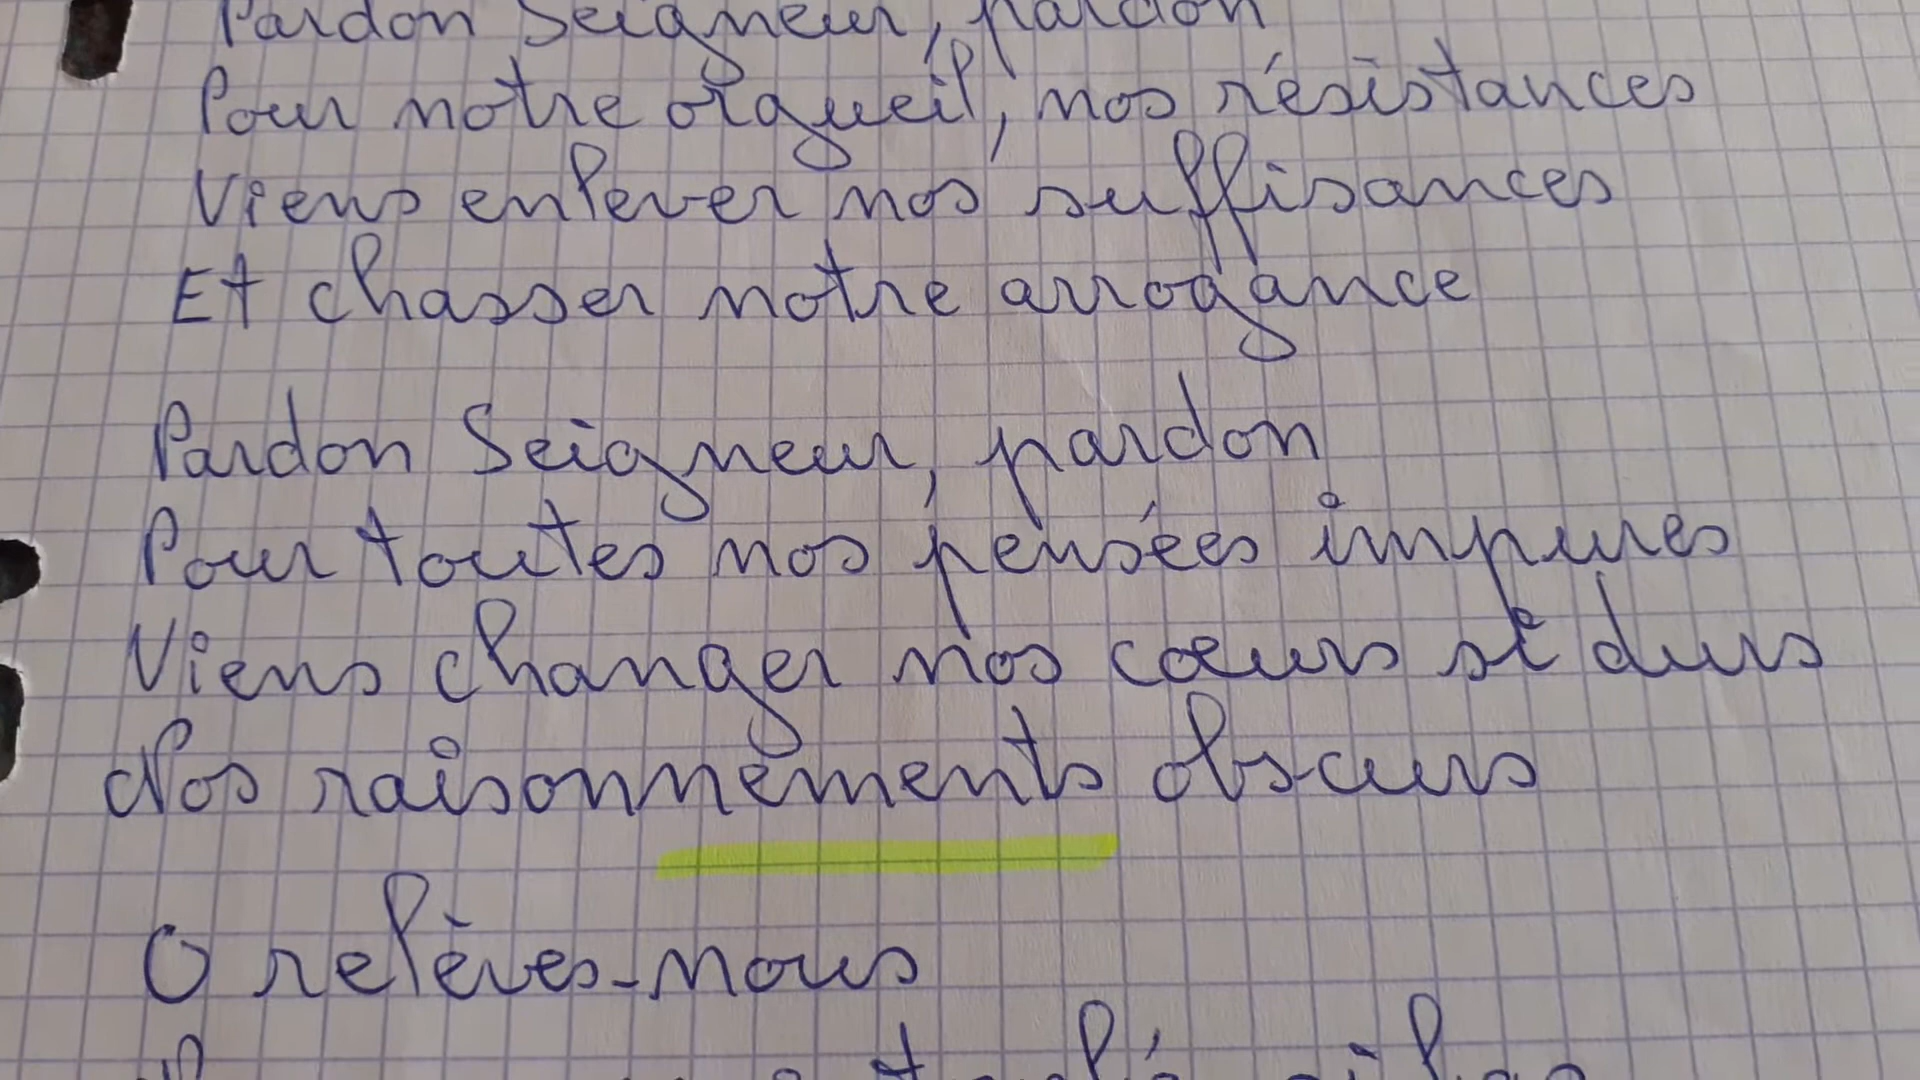 Pardon Seigneur, pardon
Pour notre orgueil, nos résistances
Viens enlever nos suffisances
Et chasser notre arrogance
Pardon Seigneur, pardon
Pour toutes nos pensées impures
Viens changer nos cœurs si durs
Nos raisonnements obscurs
O relèves-nous